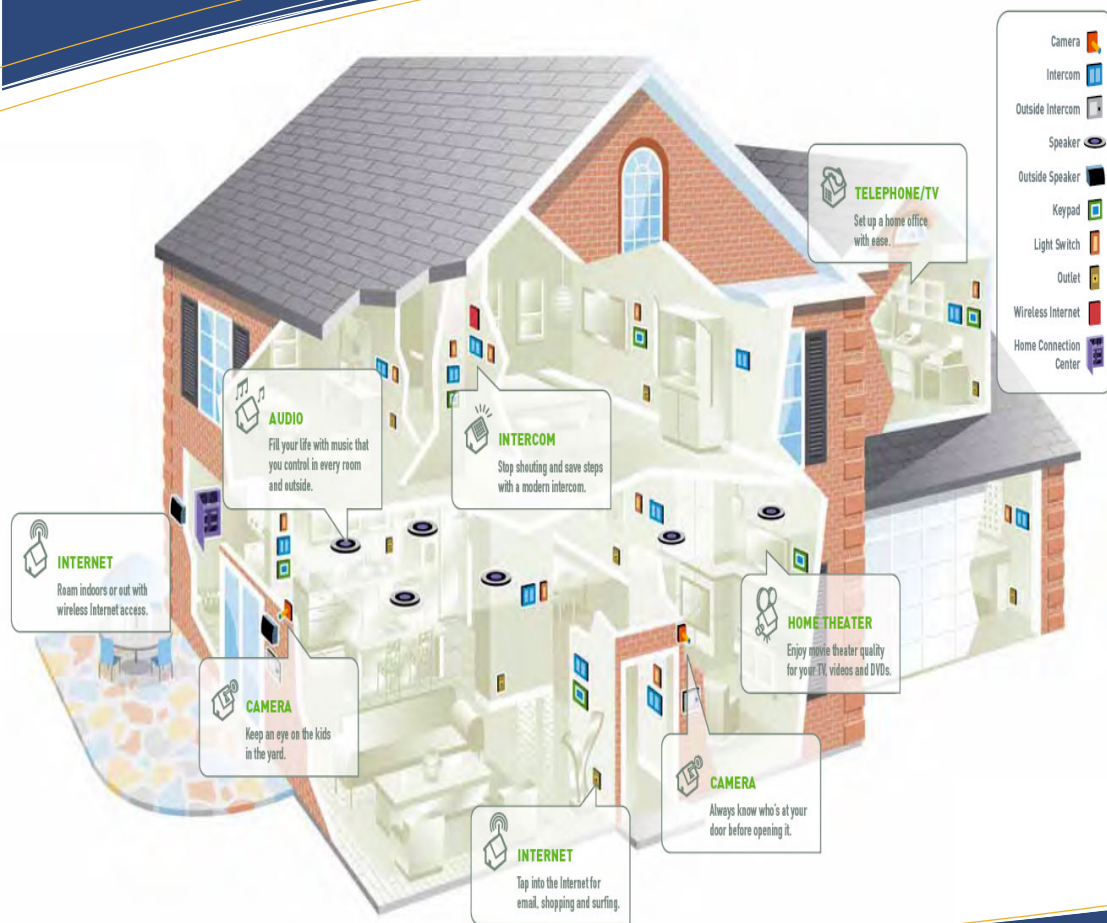 Camera
Intercom
Outside Intercom
Speaker
Outside Speaker
Keypad
Light Switch
Outlet
Wireless Internet
Home Connection
Center
TELEPHONE/TV
Set up a home office
with ease.
AUDIO
Fill your life with music that
you control in every room
and outside.
INTERCOM
Stop shouting and save steps
with a modern intercom.
INTERNET
Roam indoors or out with
wireless Internet access.
HOME THEATER
Enjoy movie theater quality
for your TV, videos and DVDs.
CAMERA
Keep an eye on the kids
in the yard.
CAMERA
Always know who's at your
door before opening it.
INTERNET
Tap into the Internet for
email, shopping and surfing.